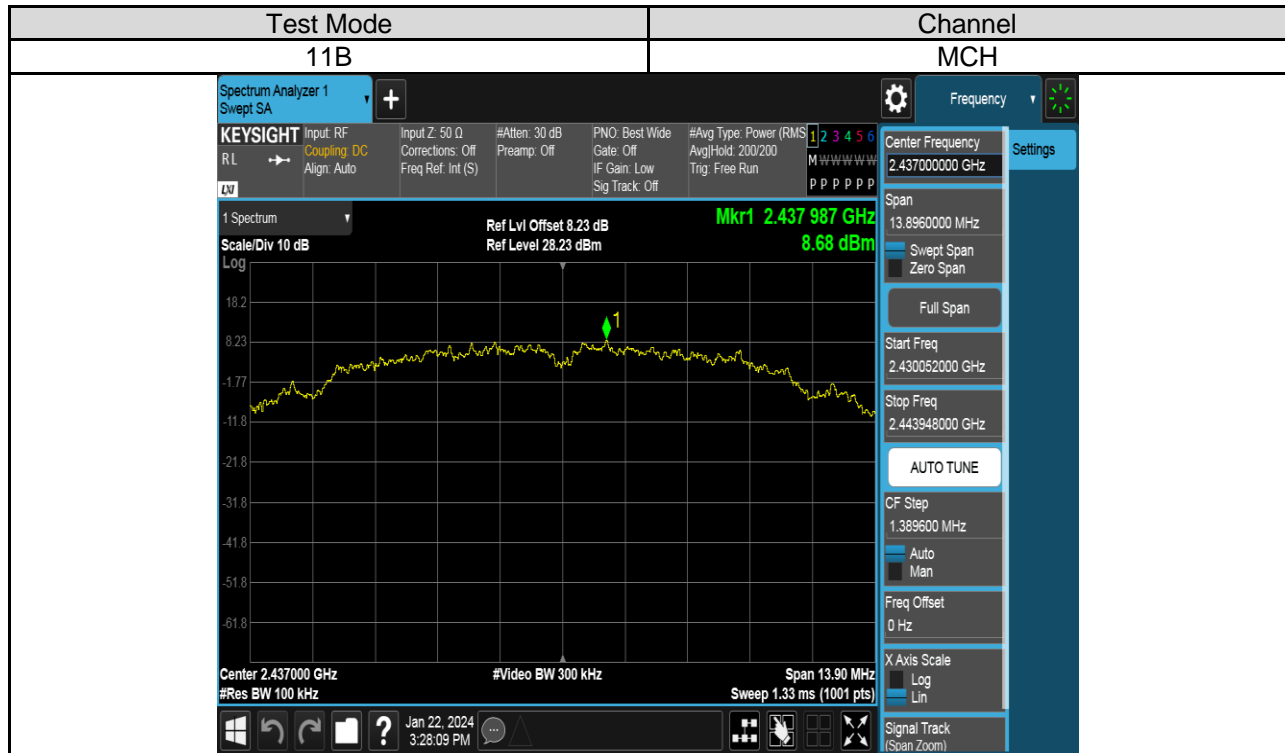 Test Mode
Channel
11B
MCH
Spectrum Analyzer 1
Swept SA
+
Frequency
KEYSIGHT
RL
LXI
Input: RF
Coupling: DC
Align: Auto
Input Z: 50 Ω
Corrections: Off
Freq Ref: Int (S)
#Atten: 30 dB
Preamp: Off
PNO: Best Wide
Gate: Off
IF Gain: Low
Sig Track: Off
#Avg Type: Power (RMS
Avg|Hold: 200/200
Trig: Free Run
1 2 3 4 5 6
M W W W W W
P P P P P P
1 Spectrum
Scale/Div 10 dB
Log
Ref Lvl Offset 8.23 dB
Ref Level 28.23 dBm
Mkr1 2.437 987 GHz
8.68 dBm
18.2
8.23
-1.77
-11.8
-21.8
-31.8
-41.8
-51.8
-61.8
1
Center 2.437000 GHz
#Res BW 100 kHz
#Video BW 300 kHz
Span 13.90 MHz
Sweep 1.33 ms (1001 pts)
Center Frequency
2.437000000 GHz
Settings
Span
13.8960000 MHz
Swept Span
Zero Span
Full Span
Start Freq
2.430052000 GHz
Stop Freq
2.443948000 GHz
AUTO TUNE
CF Step
1.389600 MHz
Auto
Man
Freq Offset
0 Hz
X Axis Scale
Log
Lin
Signal Track
(Span Zoom)
?
Jan 22, 2024
3:28:09 PM